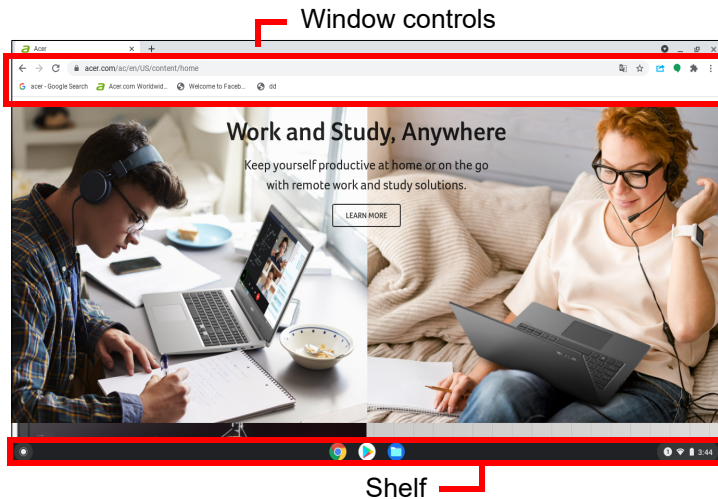 Window controls
Acer
acer.com/ac/en/US/content/home
acer - Google Search Acer.com Worldwid... Welcome to Faceb... dd
Work and Study, Anywhere
Keep yourself productive at home or on the go
with remote work and study solutions.
LEARN MORE
1 3:44
Shelf